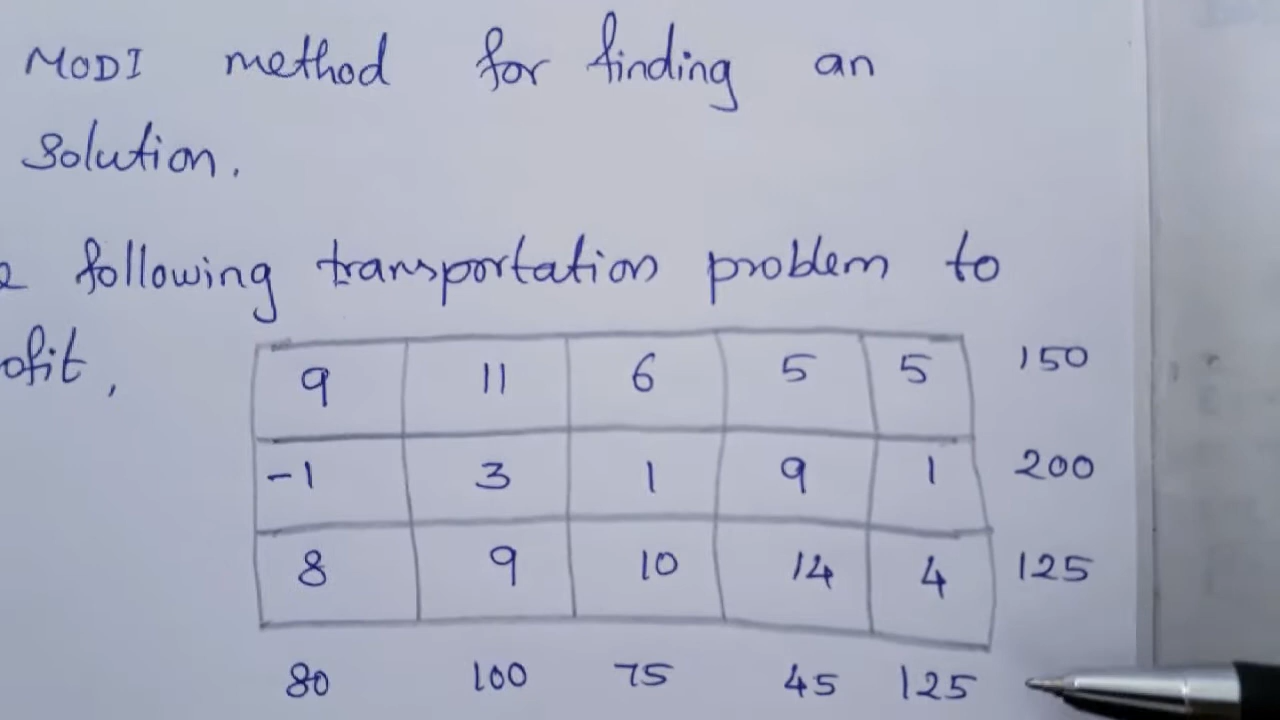 MODI method for finding an
solution.
following transportation problem to
9 11 6 5 5 150
-1 3 1 9 1 200
8 9 10 14 4 125
80 100 75 45 125